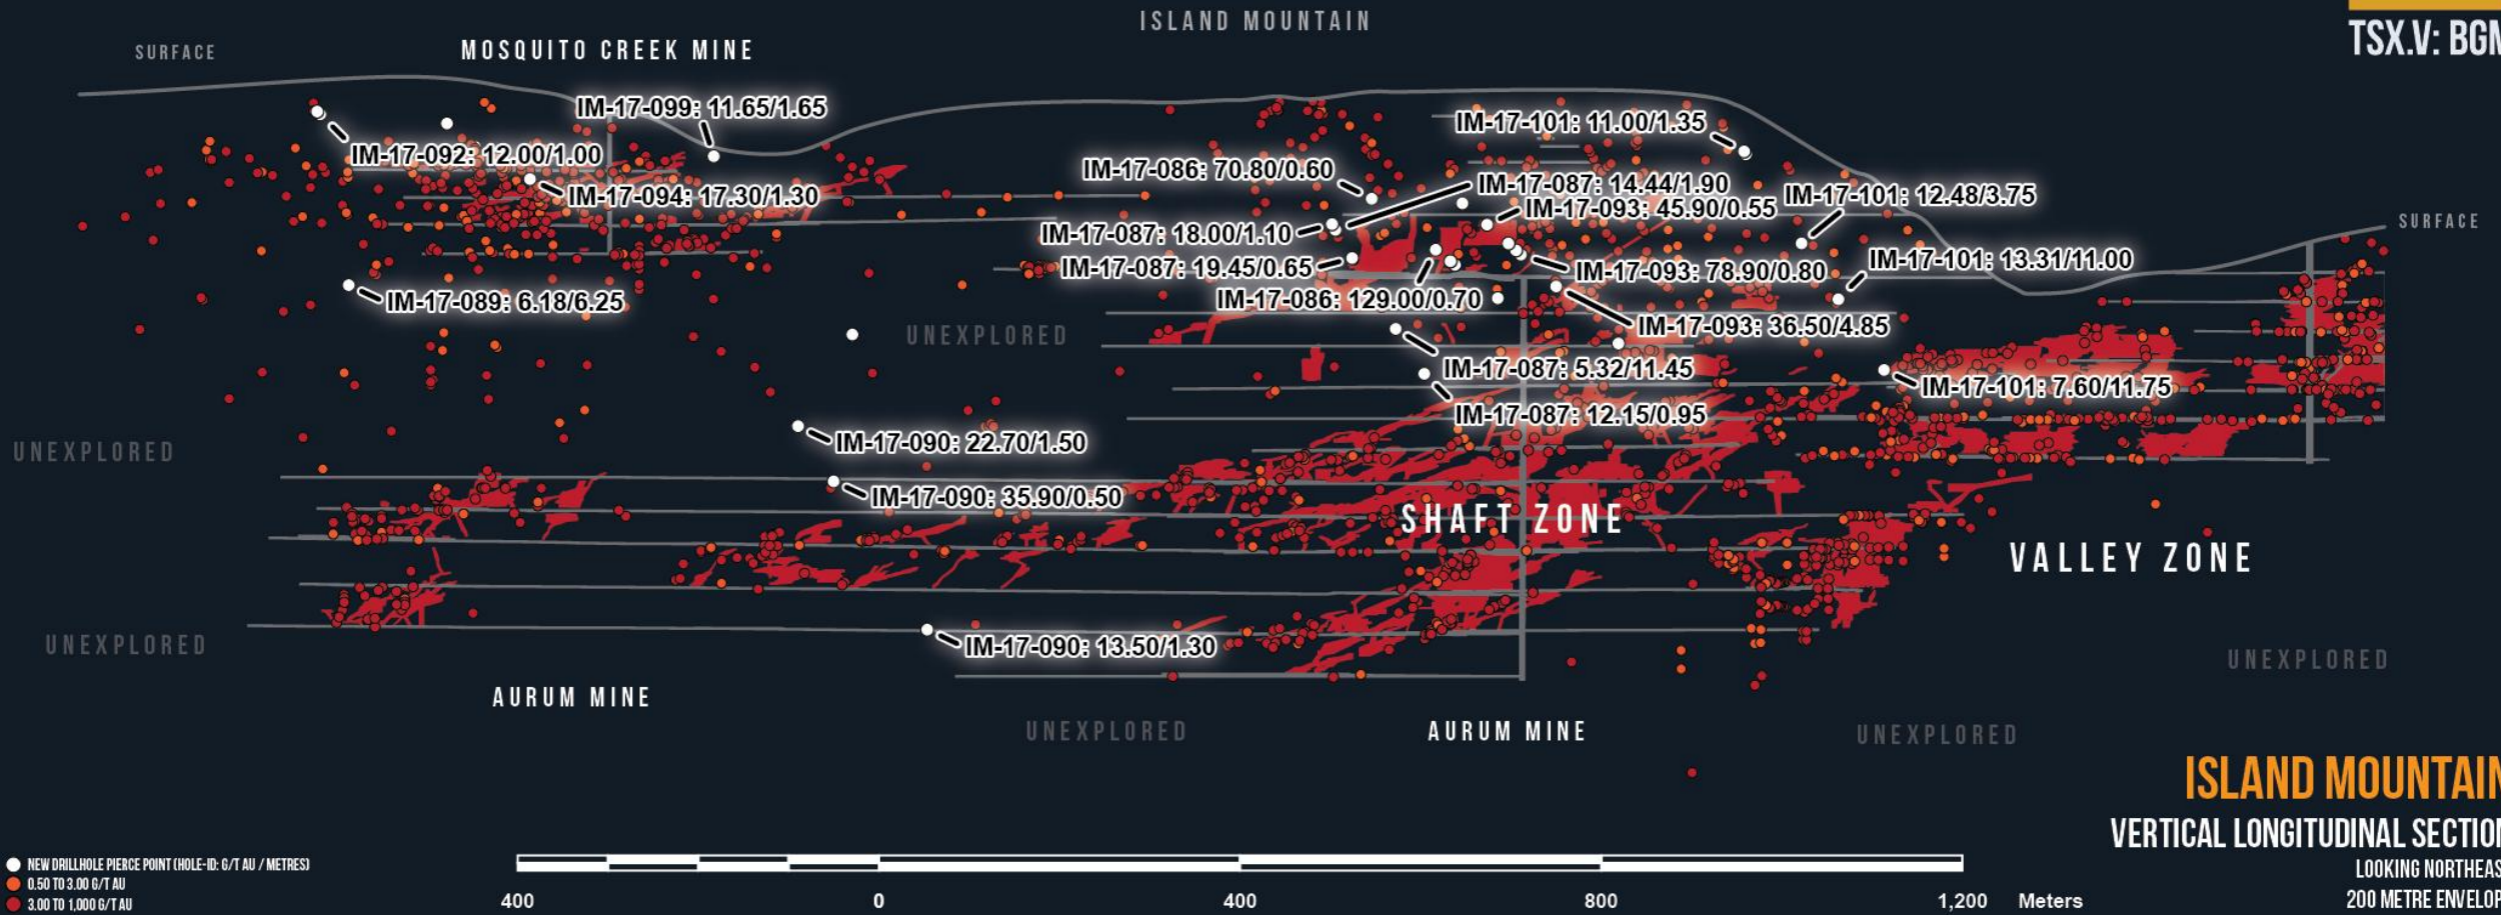 ISLAND MOUNTAIN
TSX.V: BGM
SURFACE
MOSQUITO CREEK MINE
IM-17-099: 11.65/1.65
IM-17-101: 11.00/1.35
IM-17-092: 12.00/1.00
IM-17-086: 70.80/0.60
IM-17-087: 14.44/1.90
IM-17-101: 12.48/3.75
IM-17-094: 17.30/1.30
IM-17-093: 45.90/0.55
SURFACE
IM-17-087: 18.00/1.10
IM-17-101: 13.31/11.00
IM-17-087: 19.45/0.65
IM-17-093: 78.90/0.80
IM-17-089: 6.18/6.25
IM-17-086: 129.00/0.70
IM-17-093: 36.50/4.85
UNEXPLORED
IM-17-087: 5.32/11.45
IM-17-101: 7.60/11.75
IM-17-087: 12.15/0.95
IM-17-090: 22.70/1.50
UNEXPLORED
IM-17-090: 35.90/0.50
SHAFT ZONE
VALLEY ZONE
UNEXPLORED
IM-17-090: 13.50/1.30
UNEXPLORED
AURUM MINE
UNEXPLORED
AURUM MINE
UNEXPLORED
ISLAND MOUNTAIN
VERTICAL LONGITUDINAL SECTION
LOOKING NORTHEAS
200 METRE ENVELOP
NEW DRILLHOLE PIERCE POINT (HOLE-ID: G/T AU / METRES)
0.50 TO 3.00 G/T AU
3.00 TO 1,000 G/T AU
400 0 400 800 1,200 Meters